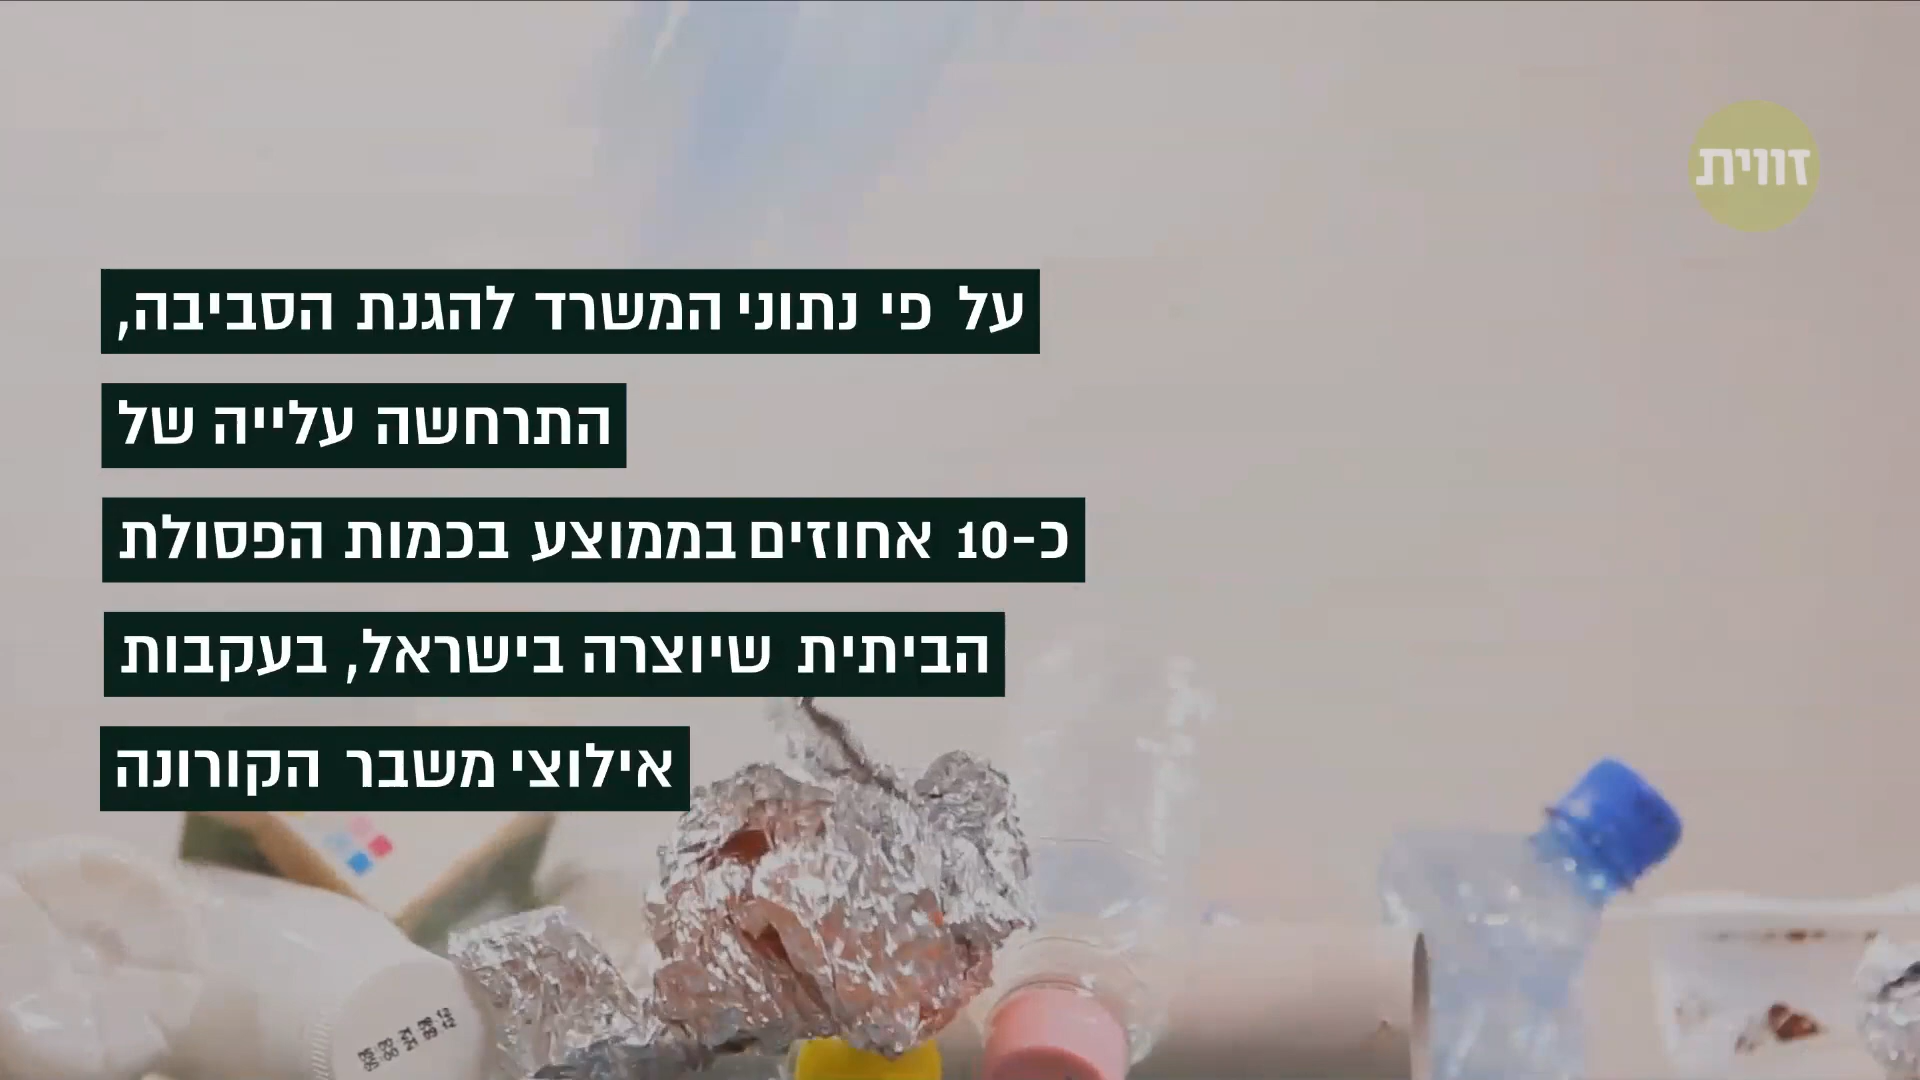 זווית
על פי נתוני המשרד להגנת הסביבה,
התרחשה עלייה של
כ-10 אחוזים בממוצע בכמות הפסולת
הביתית שיוצרה בישראל, בעקבות
אילוצי משבר הקורונה